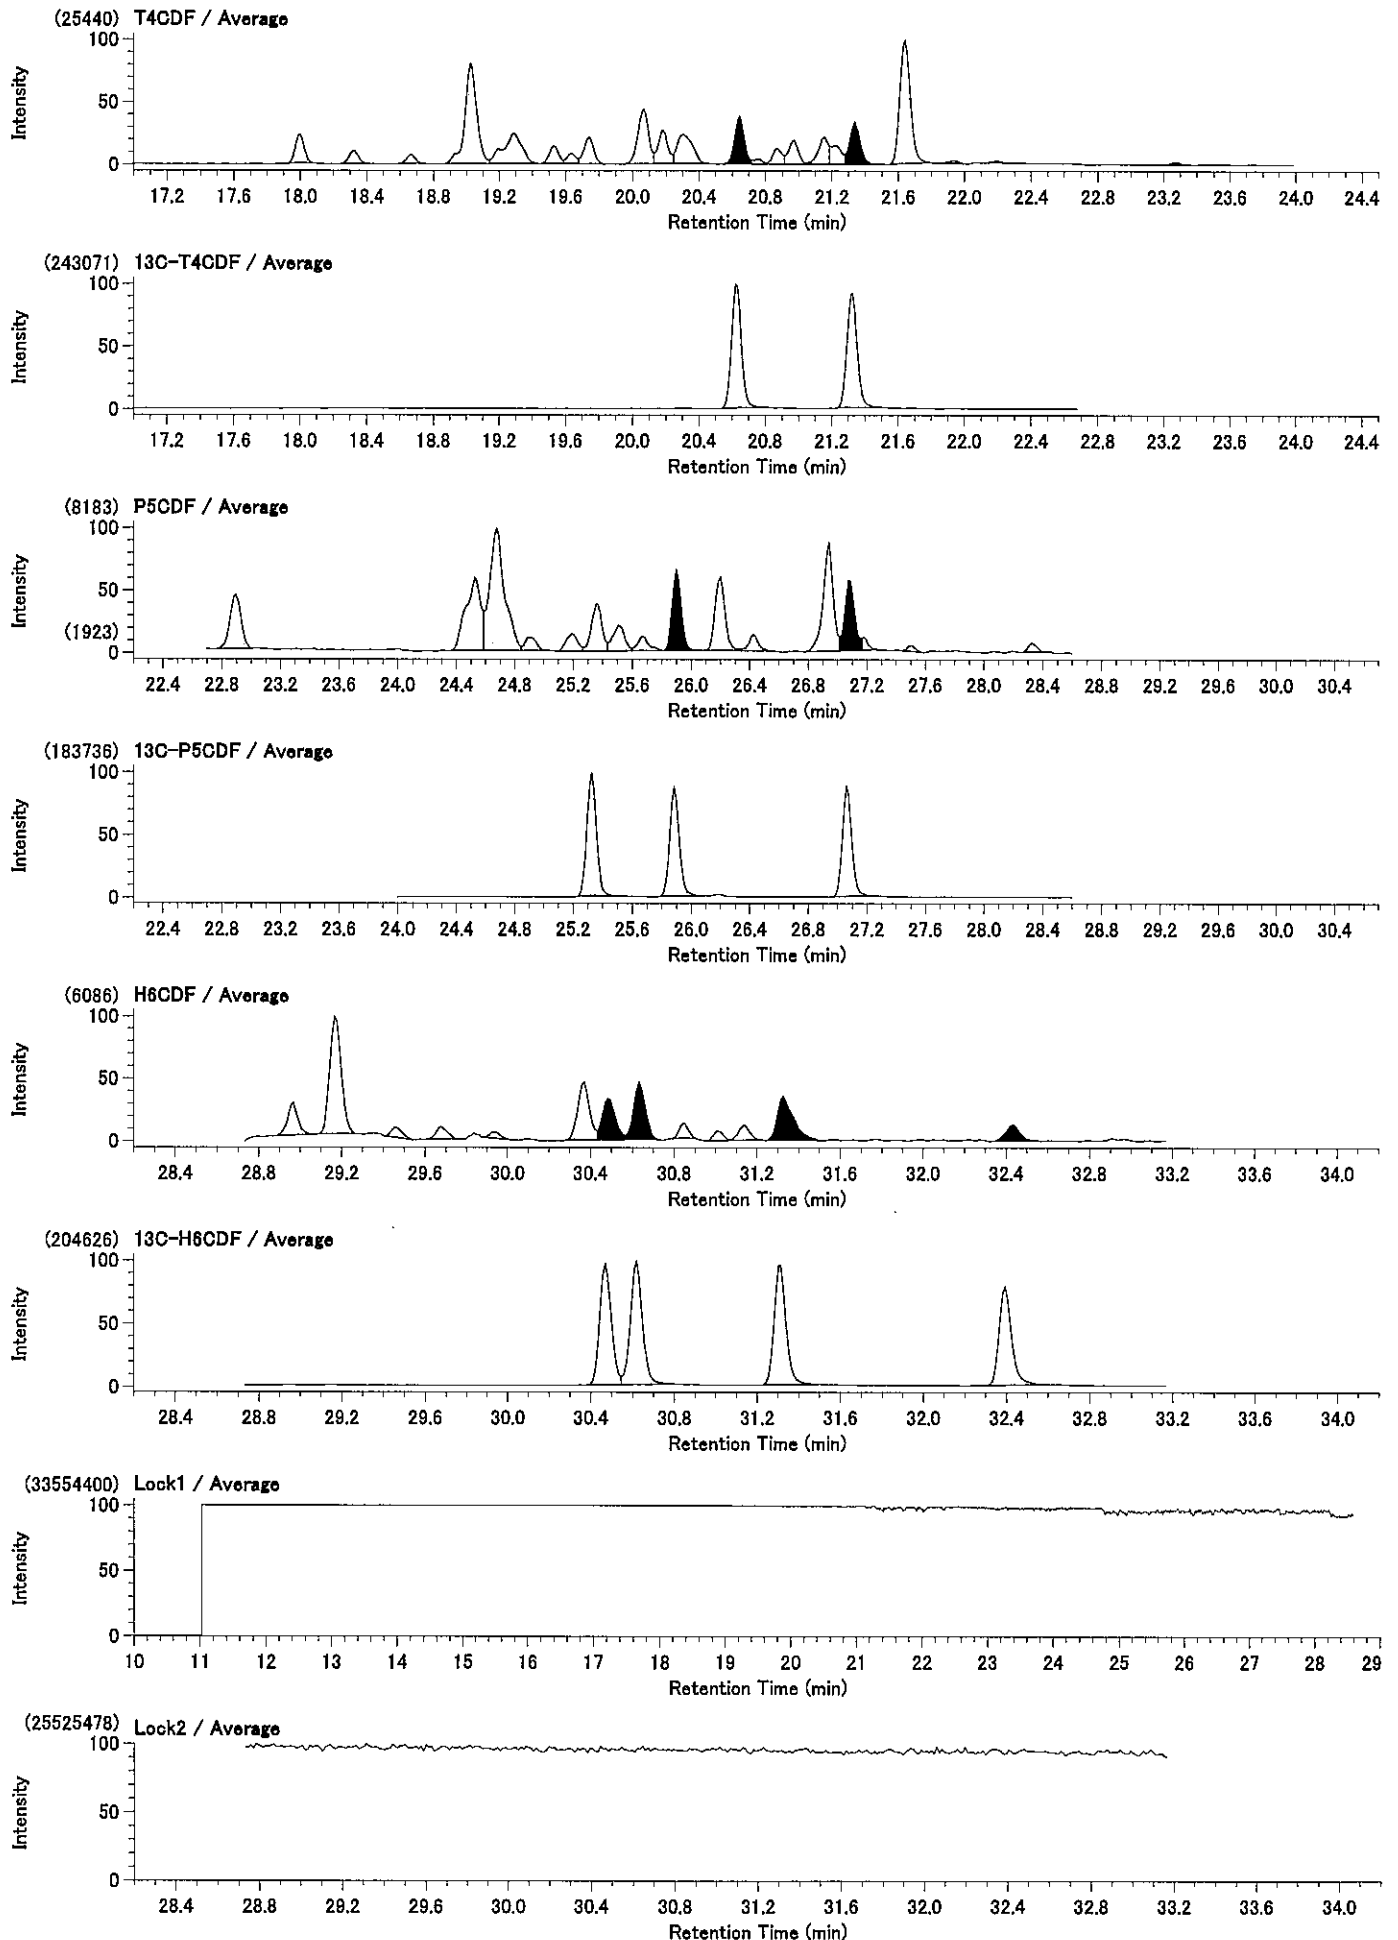 (25440) T4CDF / Average
Intensity
100
50
0
17.2 17.6 18.0 18.4 18.8 19.2 19.6 20.0 20.4 20.8 21.2 21.6 22.0 22.4 22.8 23.2 23.6 24.0 24.4
Retention Time (min)
(243071) 13C-T4CDF / Average
Intensity
100
50
0
17.2 17.6 18.0 18.4 18.8 19.2 19.6 20.0 20.4 20.8 21.2 21.6 22.0 22.4 22.8 23.2 23.6 24.0 24.4
Retention Time (min)
(8183) P5CDF / Average
Intensity
100
50
(1923)
0
22.4 22.8 23.2 23.6 24.0 24.4 24.8 25.2 25.6 26.0 26.4 26.8 27.2 27.6 28.0 28.4 28.8 29.2 29.6 30.0 30.4
Retention Time (min)
(183736) 13C-P5CDF / Average
Intensity
100
50
0
22.4 22.8 23.2 23.6 24.0 24.4 24.8 25.2 25.6 26.0 26.4 26.8 27.2 27.6 28.0 28.4 28.8 29.2 29.6 30.0 30.4
Retention Time (min)
(6086) H6CDF / Average
Intensity
100
50
0
28.4 28.8 29.2 29.6 30.0 30.4 30.8 31.2 31.6 32.0 32.4 32.8 33.2 33.6 34.0
Retention Time (min)
(204626) 13C-H6CDF / Average
Intensity
100
50
0
28.4 28.8 29.2 29.6 30.0 30.4 30.8 31.2 31.6 32.0 32.4 32.8 33.2 33.6 34.0
Retention Time (min)
(33554400) Lock1 / Average
Intensity
100
50
0
10 11 12 13 14 15 16 17 18 19 20 21 22 23 24 25 26 27 28 29
Retention Time (min)
(25525478) Lock2 / Average
Intensity
100
50
0
28.4 28.8 29.2 29.6 30.0 30.4 30.8 31.2 31.6 32.0 32.4 32.8 33.2 33.6 34.0
Retention Time (min)